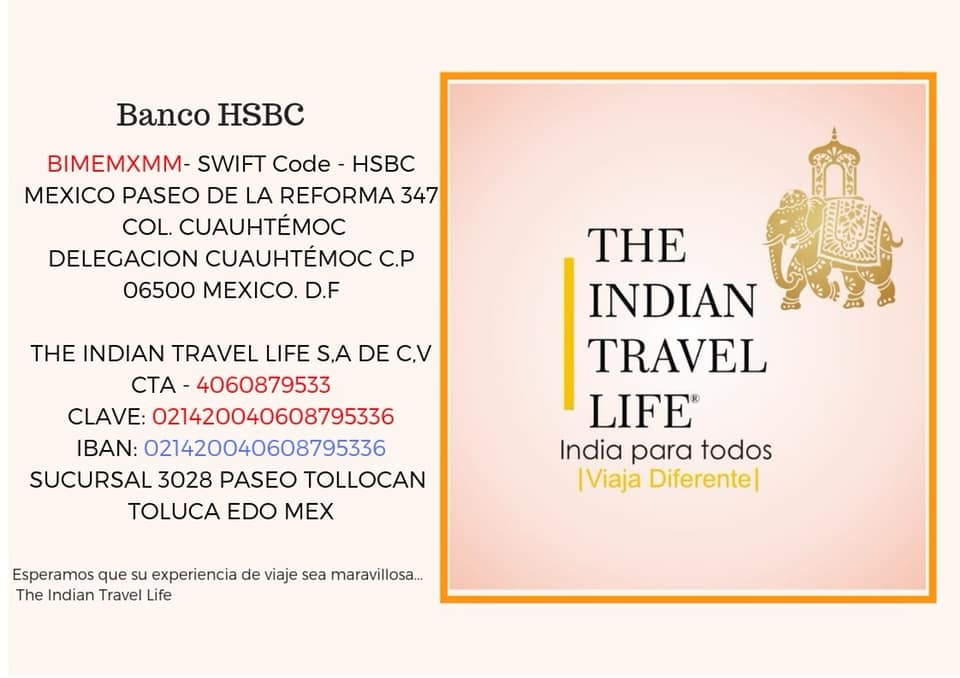 Banco HSBC
BIMEMXMM- SWIFT Code - HSBC
MEXICO PASEO DE LA REFORMA 347
COL. CUAUHTÉMOC
DELEGACION CUAUHTÉMOC C.P
06500 MEXICO. D.F
THE INDIAN TRAVEL LIFE S,A DE C,V
CTA - 4060879533
CLAVE: 021420040608795336
IBAN: 021420040608795336
SUCURSAL 3028 PASEO TOLLOCAN
TOLUCA EDO MEX
Esperamos que su experiencia de viaje sea maravillosa...
The Indian Travel Life
THE
INDIAN
TRAVEL
LIFE®
India para todos
|Viaja Diferente|